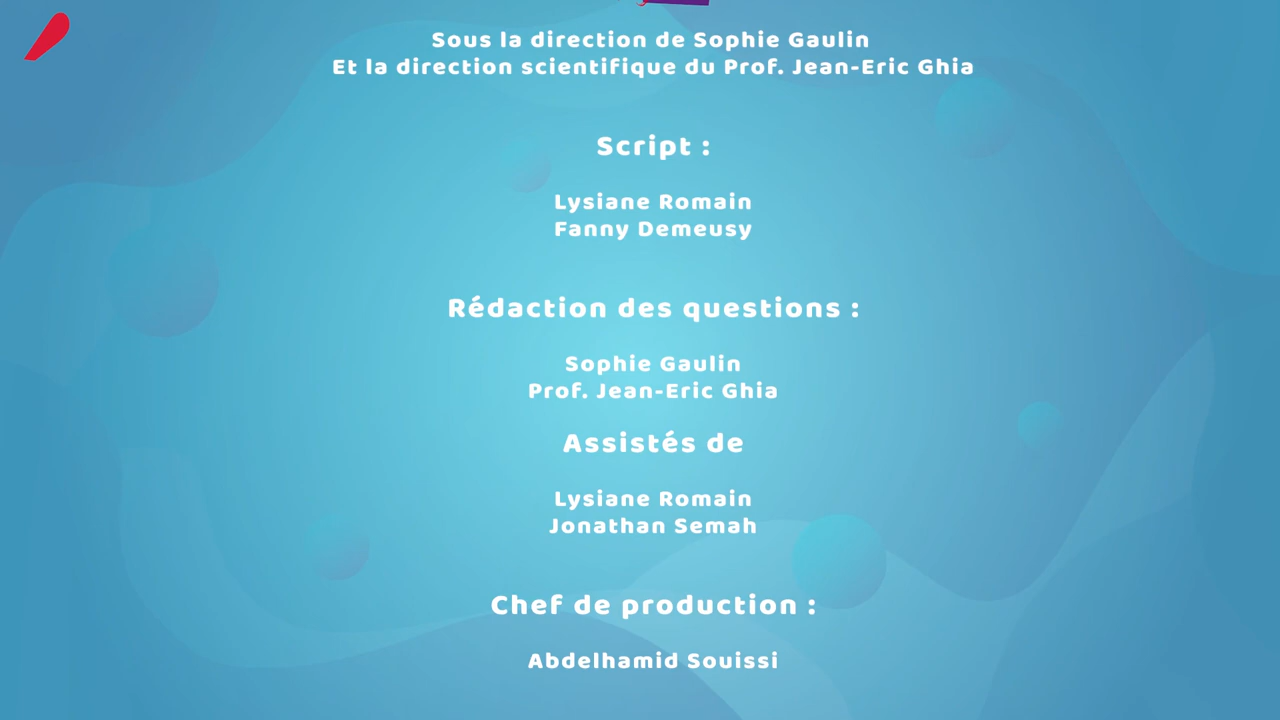 Sous la direction de Sophie Gaulin
Et la direction scientifique du Prof. Jean-Eric Ghia
Script :
Lysiane Romain
Fanny Demeusy
Rédaction des questions :
Sophie Gaulin
Prof. Jean-Eric Ghia
Assistés de
Lysiane Romain
Jonathan Semah
Chef de production :
Abdelhamid Souissi